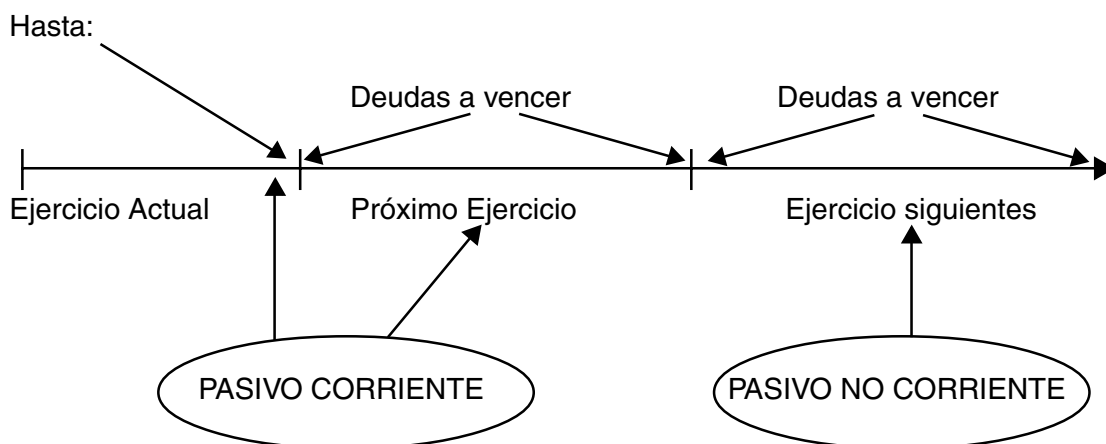 Hasta:
Deudas a vencer
Deudas a vencer
Ejercicio Actual
Próximo Ejercicio
Ejercicio siguientes
PASIVO CORRIENTE
PASIVO NO CORRIENTE